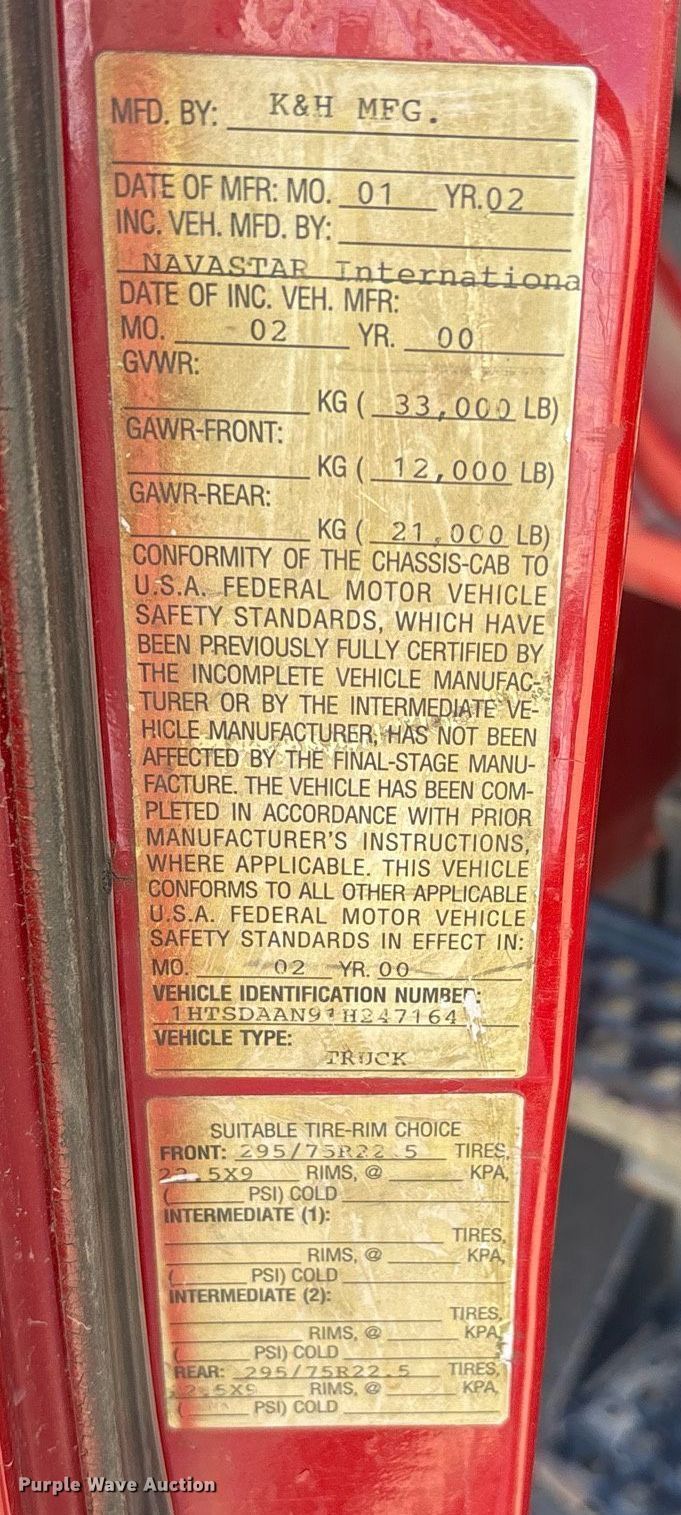 MFD. BY: K&H MFG.
DATE OF MFR: MO. 01 YR. 02
INC. VEH. MFD. BY:
NAVASTAR Internationa
DATE OF INC. VEH. MFR:
MO. 02 YR. 00
GVWR:
KG ( 33,000 LB)
GAWR-FRONT:
KG ( 12,000 LB)
GAWR-REAR:
KG ( 21,000 LB)
CONFORMITY OF THE CHASSIS-CAB TO
U.S.A. FEDERAL MOTOR VEHICLE
SAFETY STANDARDS, WHICH HAVE
BEEN PREVIOUSLY FULLY CERTIFIED BY
THE INCOMPLETE VEHICLE MANUFAC-
TURER OR BY THE INTERMEDIATE VE-
HICLE MANUFACTURER, HAS NOT BEEN
AFFECTED BY THE FINAL-STAGE MANU-
FACTURE. THE VEHICLE HAS BEEN COM-
PLETED IN ACCORDANCE WITH PRIOR
MANUFACTURER'S INSTRUCTIONS,
WHERE APPLICABLE. THIS VEHICLE
CONFORMS TO ALL OTHER APPLICABLE
U.S.A. FEDERAL MOTOR VEHICLE
SAFETY STANDARDS IN EFFECT IN:
MO. 02 YR. 00
VEHICLE IDENTIFICATION NUMBER:
1HTSDAAN91H247164
VEHICLE TYPE:
TRUCK
SUITABLE TIRE-RIM CHOICE
FRONT: 295/75R22.5 TIRES,
22.5X9 RIMS, @ KPA,
( PSI) COLD
INTERMEDIATE (1):
TIRES,
RIMS, @ KPA,
( PSI) COLD
INTERMEDIATE (2):
TIRES,
RIMS, @ KPA,
( PSI) COLD
REAR: 295/75R22.5 TIRES,
22.5X9 RIMS, @ KPA,
( PSI) COLD
Purple Wave Auction